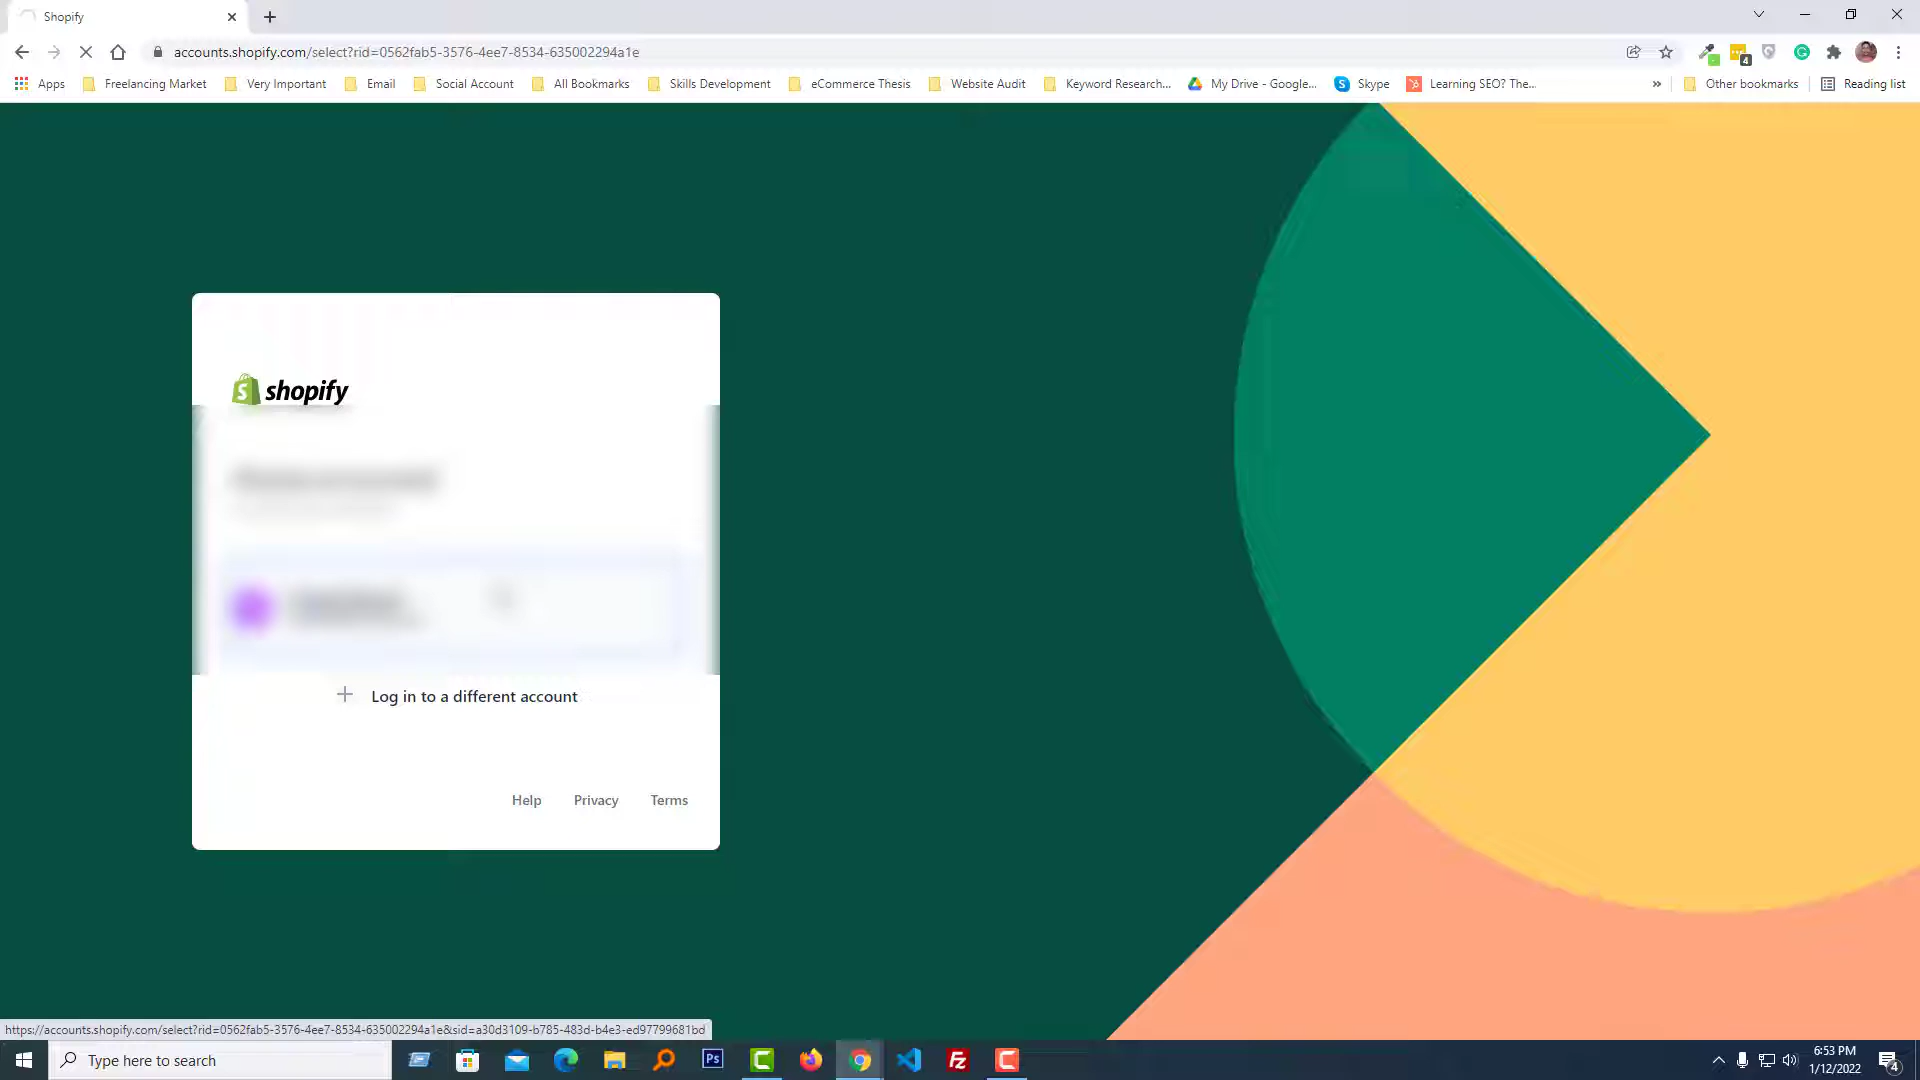 Shopify
accounts.shopify.com/select?rid=0562fab5-3576-4ee7-8534-635002294a1e
4
Apps
Freelancing Market
Very Important
Email
Social Account
All Bookmarks
Skills Development
eCommerce Thesis
Website Audit
Keyword Research...
My Drive - Google...
Skype
Learning SEO? The...
»
Other bookmarks
Reading list
shopify
Log in to a different account
Help
Privacy
Terms
https://accounts.shopify.com/select?rid=0562fab5-3576-4ee7-8534-635002294a1e&sid=a30d3109-b785-483d-b4e3-ed97799681bd
Type here to search
Ps
Fz
6:53 PM
1/12/2022
4